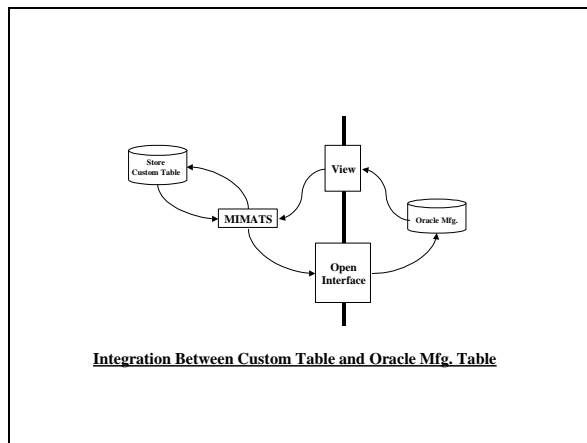 Store
Custom Table
View
MIMATS
Oracle Mfg.
Open
Interface
Integration Between Custom Table and Oracle Mfg. Table